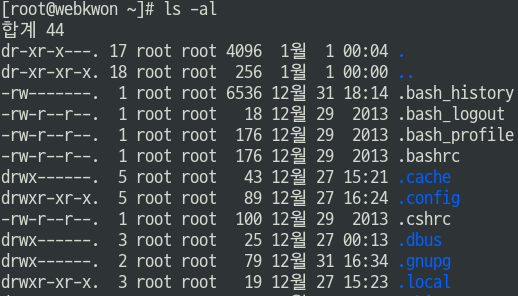 [root@webkwon ~]# ls -al
합계 44
dr-xr-x---. 17 root root 4096  1월  1 00:04 .
dr-xr-xr-x. 18 root root  256  1월  1 00:00 ..
-rw-------.  1 root root 6536 12월 31 18:14 .bash_history
-rw-r--r--.  1 root root   18 12월 29  2013 .bash_logout
-rw-r--r--.  1 root root  176 12월 29  2013 .bash_profile
-rw-r--r--.  1 root root  176 12월 29  2013 .bashrc
drwx------.  5 root root   43 12월 27 15:21 .cache
drwxr-xr-x.  5 root root   89 12월 27 16:24 .config
-rw-r--r--.  1 root root  100 12월 29  2013 .cshrc
drwx------.  3 root root   25 12월 27 00:13 .dbus
drwx------.  2 root root   79 12월 31 16:34 .gnupg
drwxr-xr-x.  3 root root   19 12월 27 15:23 .local